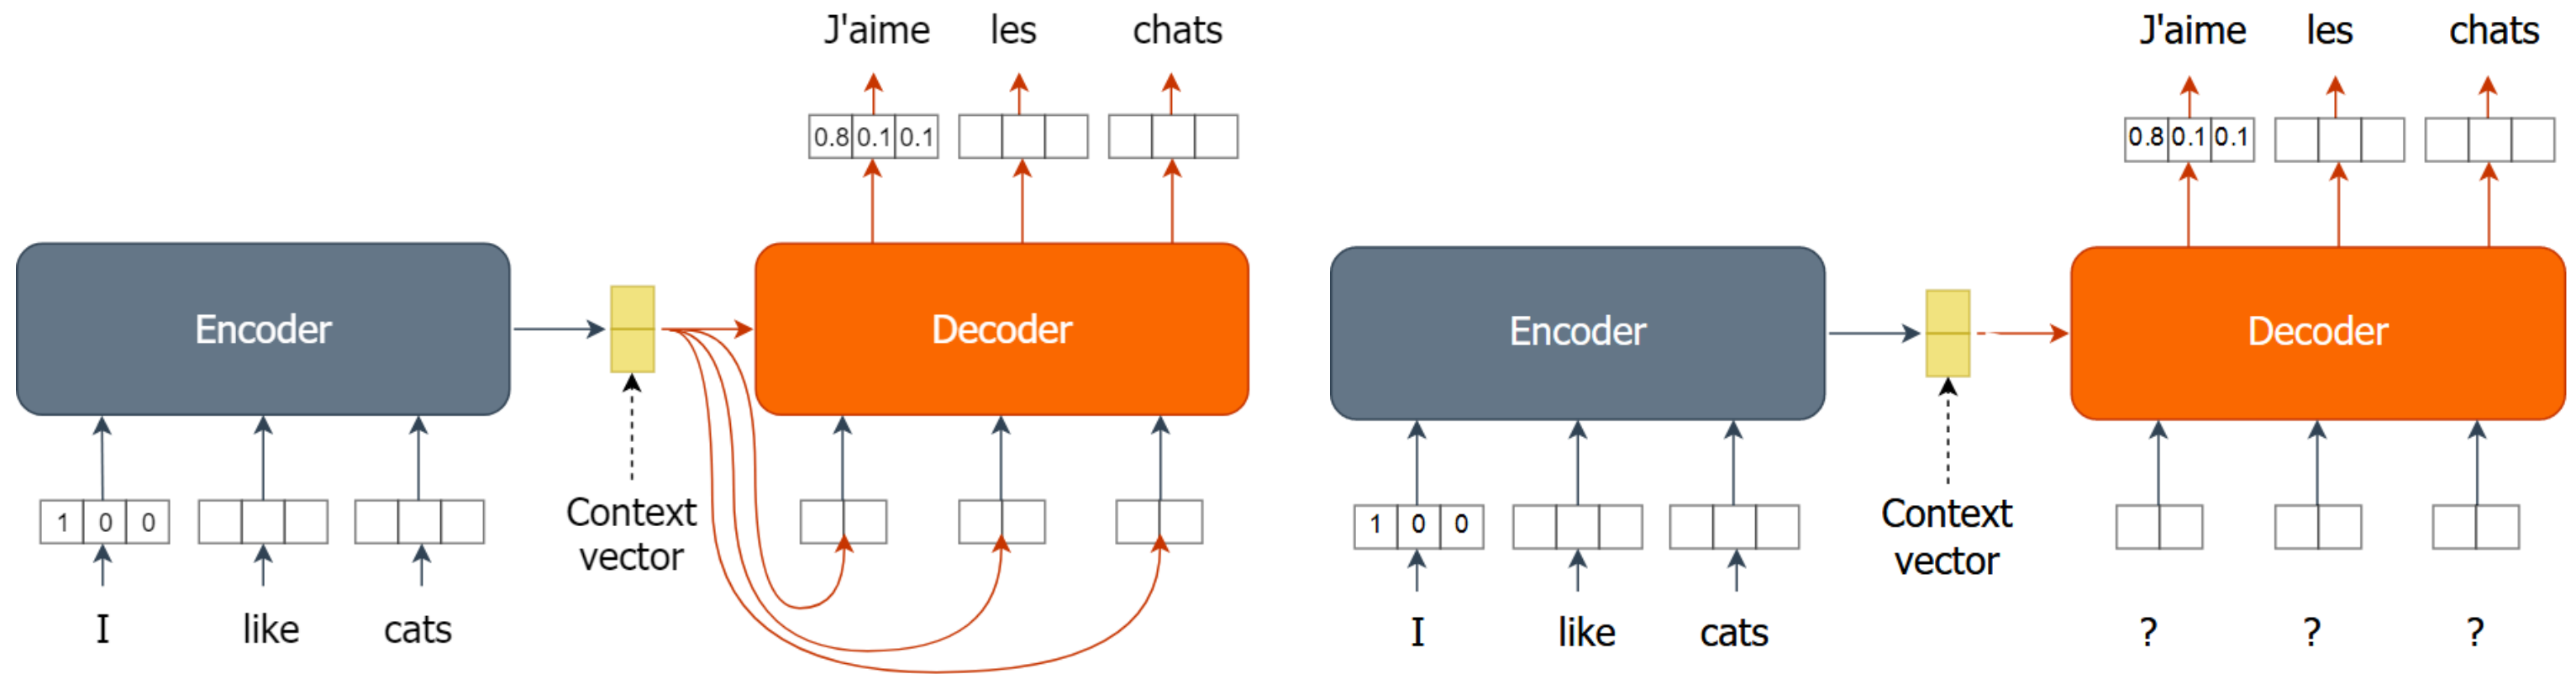 J'aime les chats
0.8 0.1 0.1
Encoder
Decoder
1 0 0
Context
vector
I like cats
J'aime les chats
0.8 0.1 0.1
Encoder
Decoder
1 0 0
Context
vector
I like cats
? ? ?